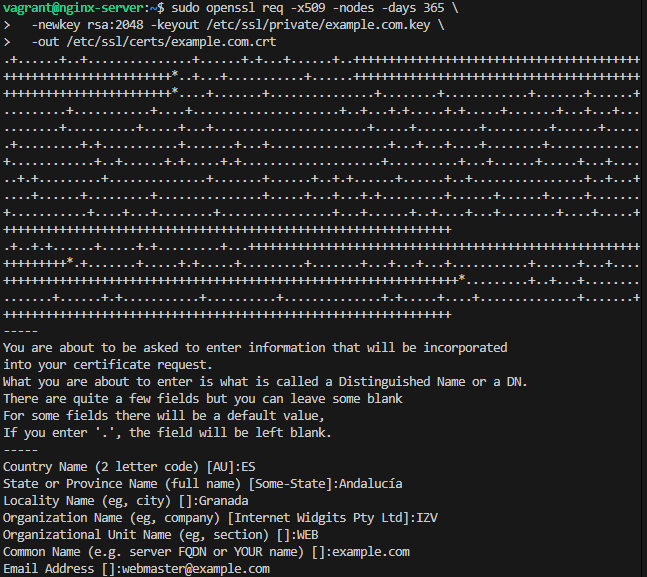 vagrant@nginx-server:~$ sudo openssl req -x509 -nodes -days 365 \
>   -newkey rsa:2048 -keyout /etc/ssl/private/example.com.key \
>   -out /etc/ssl/certs/example.com.crt
-----
You are about to be asked to enter information that will be incorporated
into your certificate request.
What you are about to enter is what is called a Distinguished Name or a DN.
There are quite a few fields but you can leave some blank
For some fields there will be a default value,
If you enter '.', the field will be left blank.
-----
Country Name (2 letter code) [AU]:ES
State or Province Name (full name) [Some-State]:Andalucía
Locality Name (eg, city) []:Granada
Organization Name (eg, company) [Internet Widgits Pty Ltd]:IZV
Organizational Unit Name (eg, section) []:WEB
Common Name (e.g. server FQDN or YOUR name) []:example.com
Email Address []:webmaster@example.com